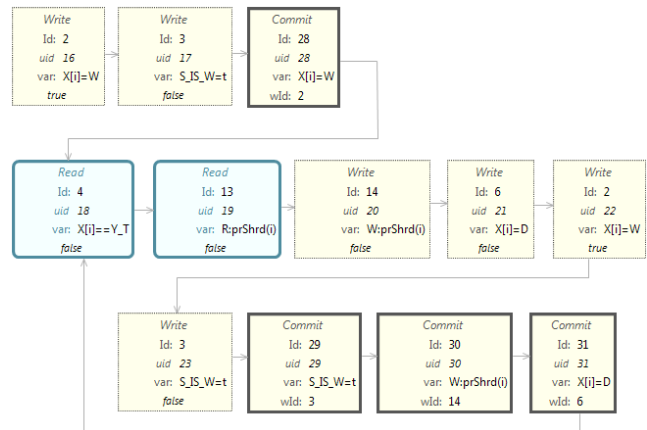 Write
Id: 2
uid 16
var: X[i]=W
true
Write
Id: 3
uid 17
var: S_IS_W=t
false
Commit
Id: 28
uid 28
var: X[i]=W
wId: 2
Read
Id: 4
uid 18
var: X[i]==Y_T
false
Read
Id: 13
uid 19
var: R:prShrd(i)
false
Write
Id: 14
uid 20
var: W:prShrd(i)
false
Write
Id: 6
uid 21
var: X[i]=D
false
Write
Id: 2
uid 22
var: X[i]=W
true
Write
Id: 3
uid 23
var: S_IS_W=t
false
Commit
Id: 29
uid 29
var: S_IS_W=t
wId: 3
Commit
Id: 30
uid 30
var: W:prShrd(i)
wId: 14
Commit
Id: 31
uid 31
var: X[i]=D
wId: 6